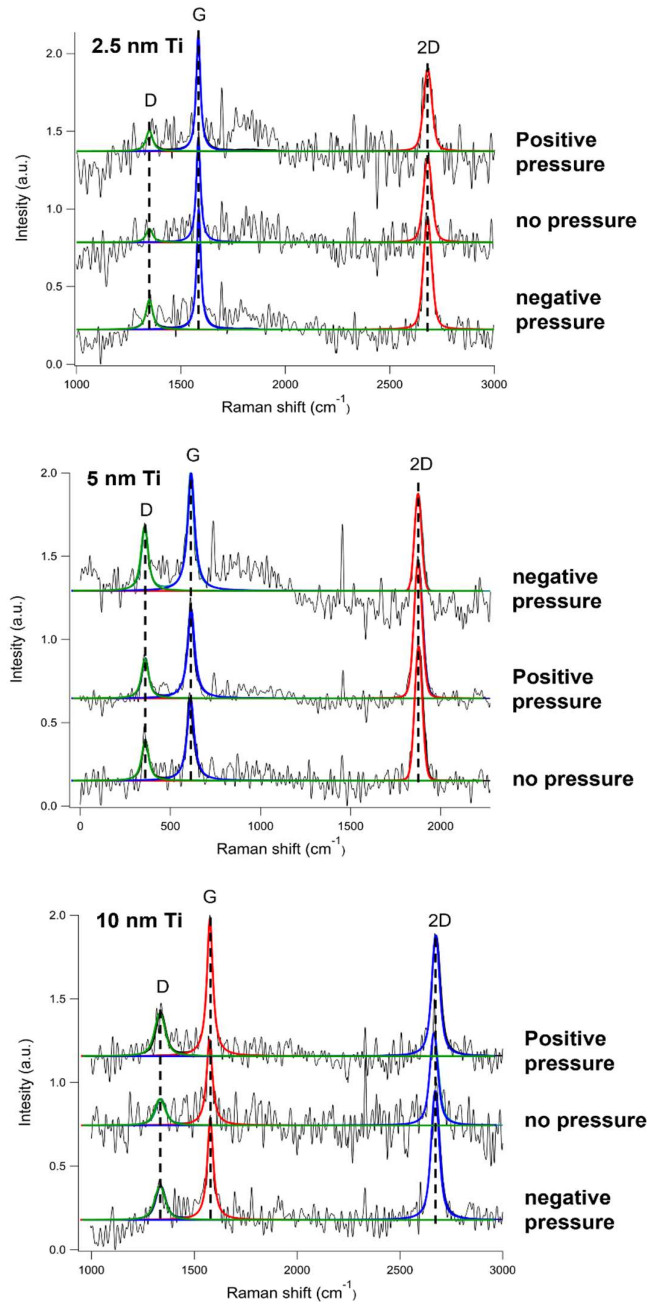 2.5 nm Ti
G
D
2D
2.0
1.5
1.0
0.5
0.0
Intesity (a.u.)
Positive
pressure
no pressure
negative
pressure
1000
1500
2000
2500
3000
Raman shift (cm-1)
5 nm Ti
G
D
2D
2.0
1.5
1.0
0.5
0.0
Intesity (a.u.)
negative
pressure
Positive
pressure
no pressure
0
500
1000
1500
2000
Raman shift (cm-1)
10 nm Ti
G
D
2D
2.0
1.5
1.0
0.5
0.0
Intesity (a.u.)
Positive
pressure
no pressure
negative
pressure
1000
1500
2000
2500
3000
Raman shift (cm-1)